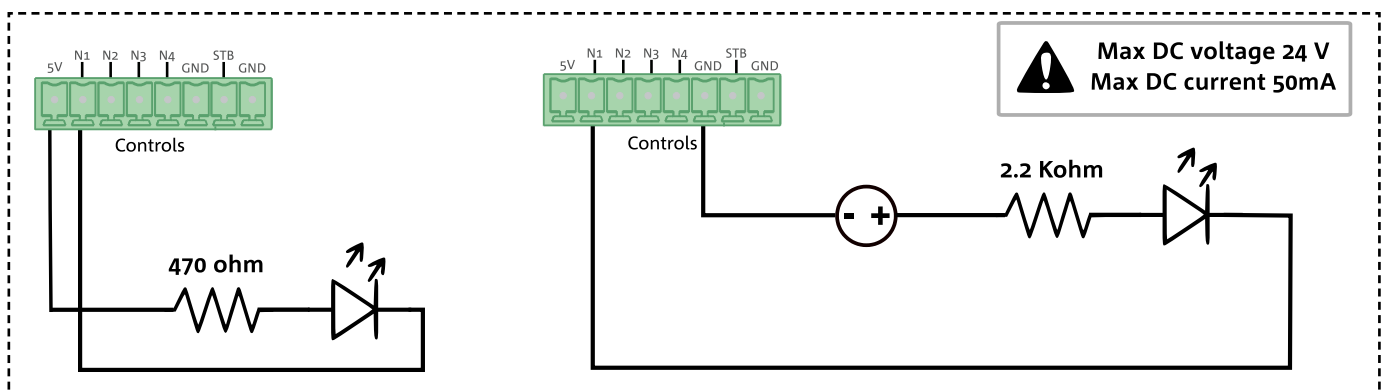 5V N1 N2 N3 N4 GND STB GND
Controls
470 ohm
5V N1 N2 N3 N4 GND STB GND
Controls
- +
2.2 Kohm
Max DC voltage 24 V
Max DC current 50mA